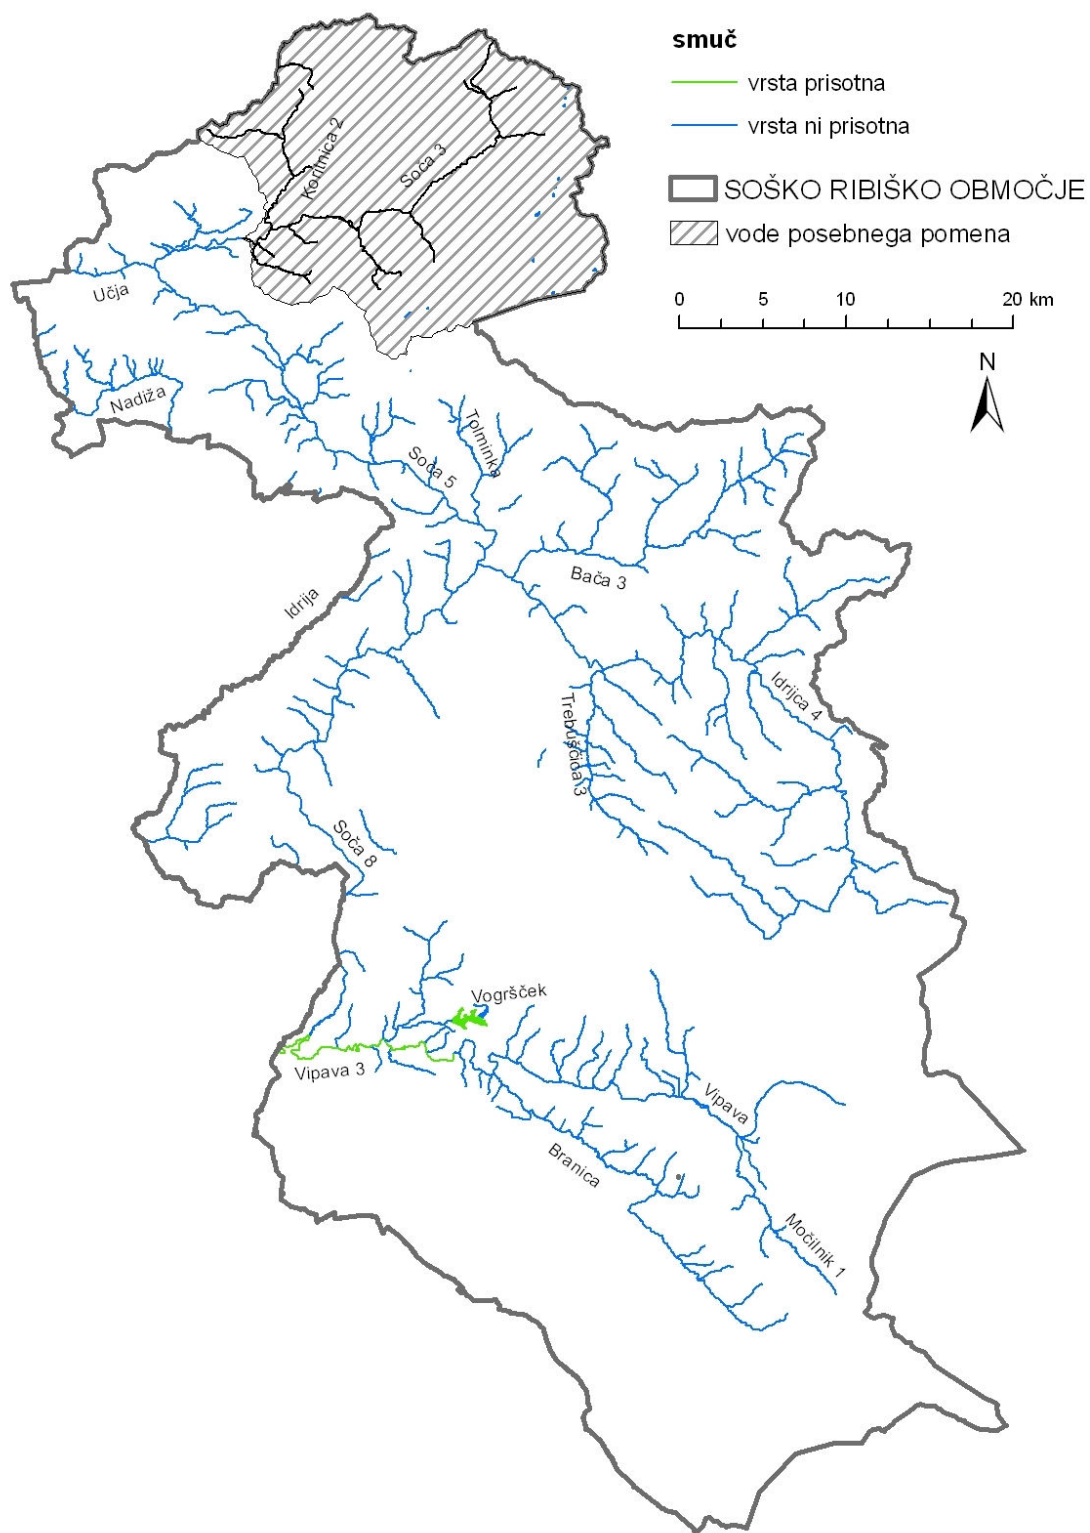 smuč
vrsta prisotna
vrsta ni prisotna
SOŠKO RIBIŠKO OBMOČJE
vode posebnega pomena
0 5 10 20 km
N
Koritnica 2
Soča 3
Učja
Nadiža
Tolminka
Soča 5
Bača 3
Idrija
Idrijca 4
Trebuščica 3
Soča 8
Vogršček
Vipava 3
Vipava
Branica
Močilnik 1